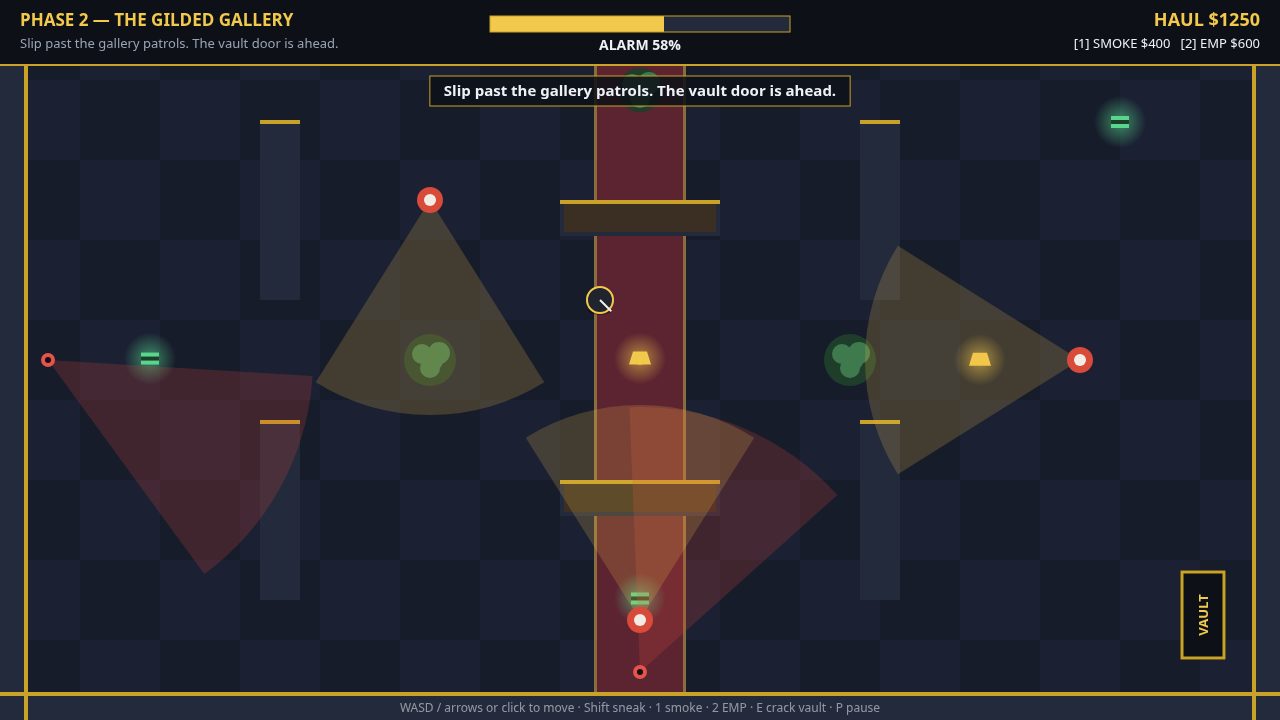 PHASE 2 — THE GILDED GALLERY
Slip past the gallery patrols. The vault door is ahead.
ALARM 58%
HAUL $1250
[1] SMOKE $400 [2] EMP $600
Slip past the gallery patrols. The vault door is ahead.
VAULT
WASD / arrows or click to move · Shift sneak · 1 smoke · 2 EMP · E crack vault · P pause